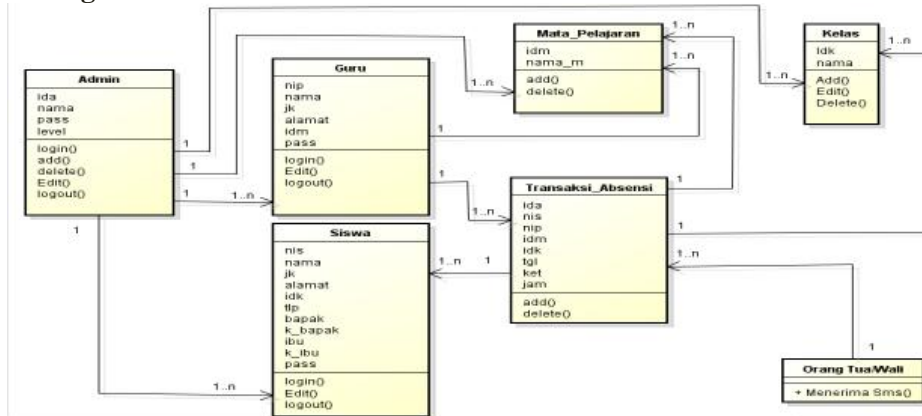 Admin
ida
nama
pass
level
login()
add()
delete()
Edit()
logout()
Guru
nip
nama
jk
alamat
idm
pass
login()
Edit()
logout()
Mata_Pelajaran
idm
nama_m
add()
delete()
Kelas
Idk
nama
Add()
Edit()
Delete()
Siswa
nis
nama
jk
alamat
idk
tlp
bapak
k_bapak
ibu
k_ibu
pass
login()
Edit()
logout()
Transaksi_Absensi
ida
nis
nip
idm
idk
tgl
ket
jam
add()
delete()
Orang Tua/Wali
+ Menerima Sms()
1
1..n
1
1..n
1
1..n
1
1..n
1
1..n
1
1..n
1
1..n
1
1..n
1
1..n
1
1..n